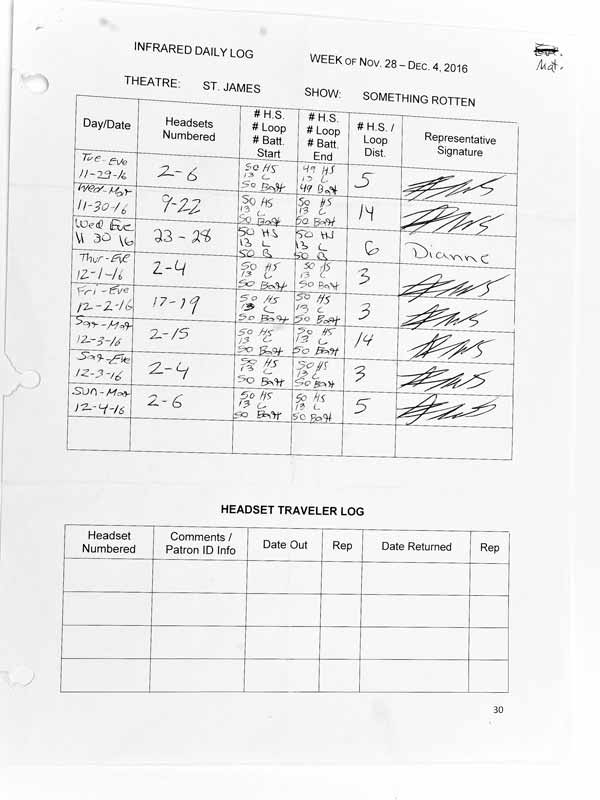 Mat.
INFRARED DAILY LOG WEEK OF NOV. 28 – DEC. 4, 2016
THEATRE: ST. JAMES SHOW: SOMETHING ROTTEN
Day/Date
Headsets
Numbered
# H.S.
# Loop
# Batt.
Start
# H.S.
# Loop
# Batt.
End
# H.S. /
Loop
Dist.
Representative
Signature
Tue-Eve
11-29-16
2-6
50 HS
13 L
50 Batt
49 HS
13 L
49 Batt
5
Wed-Mat
11-30-16
9-22
50 HS
13 L
50 Batt
50 HS
13 L
50 Batt
14
Wed Eve
11 30 16
23-28
50 HS
13 L
50 B
50 HS
13 L
50 B
6
Dianne
Thur-Eve
12-1-16
2-4
50 HS
13 L
50 Batt
50 HS
13 L
50 Batt
3
Fri-Eve
12-2-16
17-19
50 HS
13 L
50 Batt
50 HS
13 L
50 Batt
3
Sat-Mat
12-3-16
2-15
50 HS
13 L
50 Batt
50 HS
13 L
50 Batt
14
Sat-Eve
12-3-16
2-4
50 HS
13 L
50 Batt
50 HS
13 L
50 Batt
3
Sun-Mat
12-4-16
2-6
50 HS
13 L
50 Batt
50 HS
13 L
50 Batt
5
HEADSET TRAVELER LOG
Headset
Numbered
Comments /
Patron ID Info
Date Out
Rep
Date Returned
Rep
30